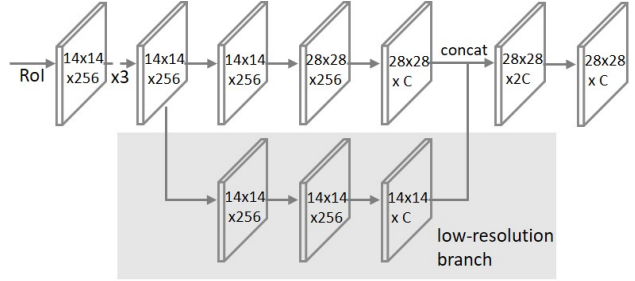 RoI
14x14
x256
x3
14x14
x256
14x14
x256
28x28
x256
28x28
x C
concat
28x28
x2C
28x28
x C
14x14
x256
14x14
x256
14x14
x C
low-resolution
branch